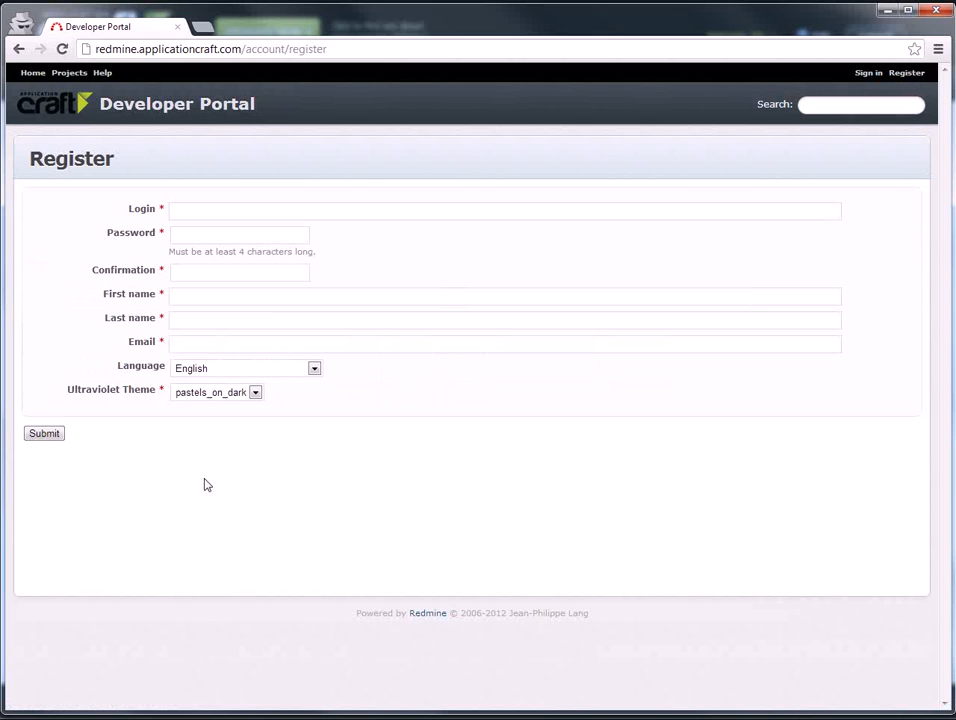 Developer Portal
redmine.applicationcraft.com/account/register
Home Projects Help Sign in Register
APPLICATION
craft Developer Portal Search:
Register
Login *
Password *
Must be at least 4 characters long.
Confirmation *
First name *
Last name *
Email *
Language English
Ultraviolet Theme * pastels_on_dark
Submit
Powered by Redmine © 2006-2012 Jean-Philippe Lang